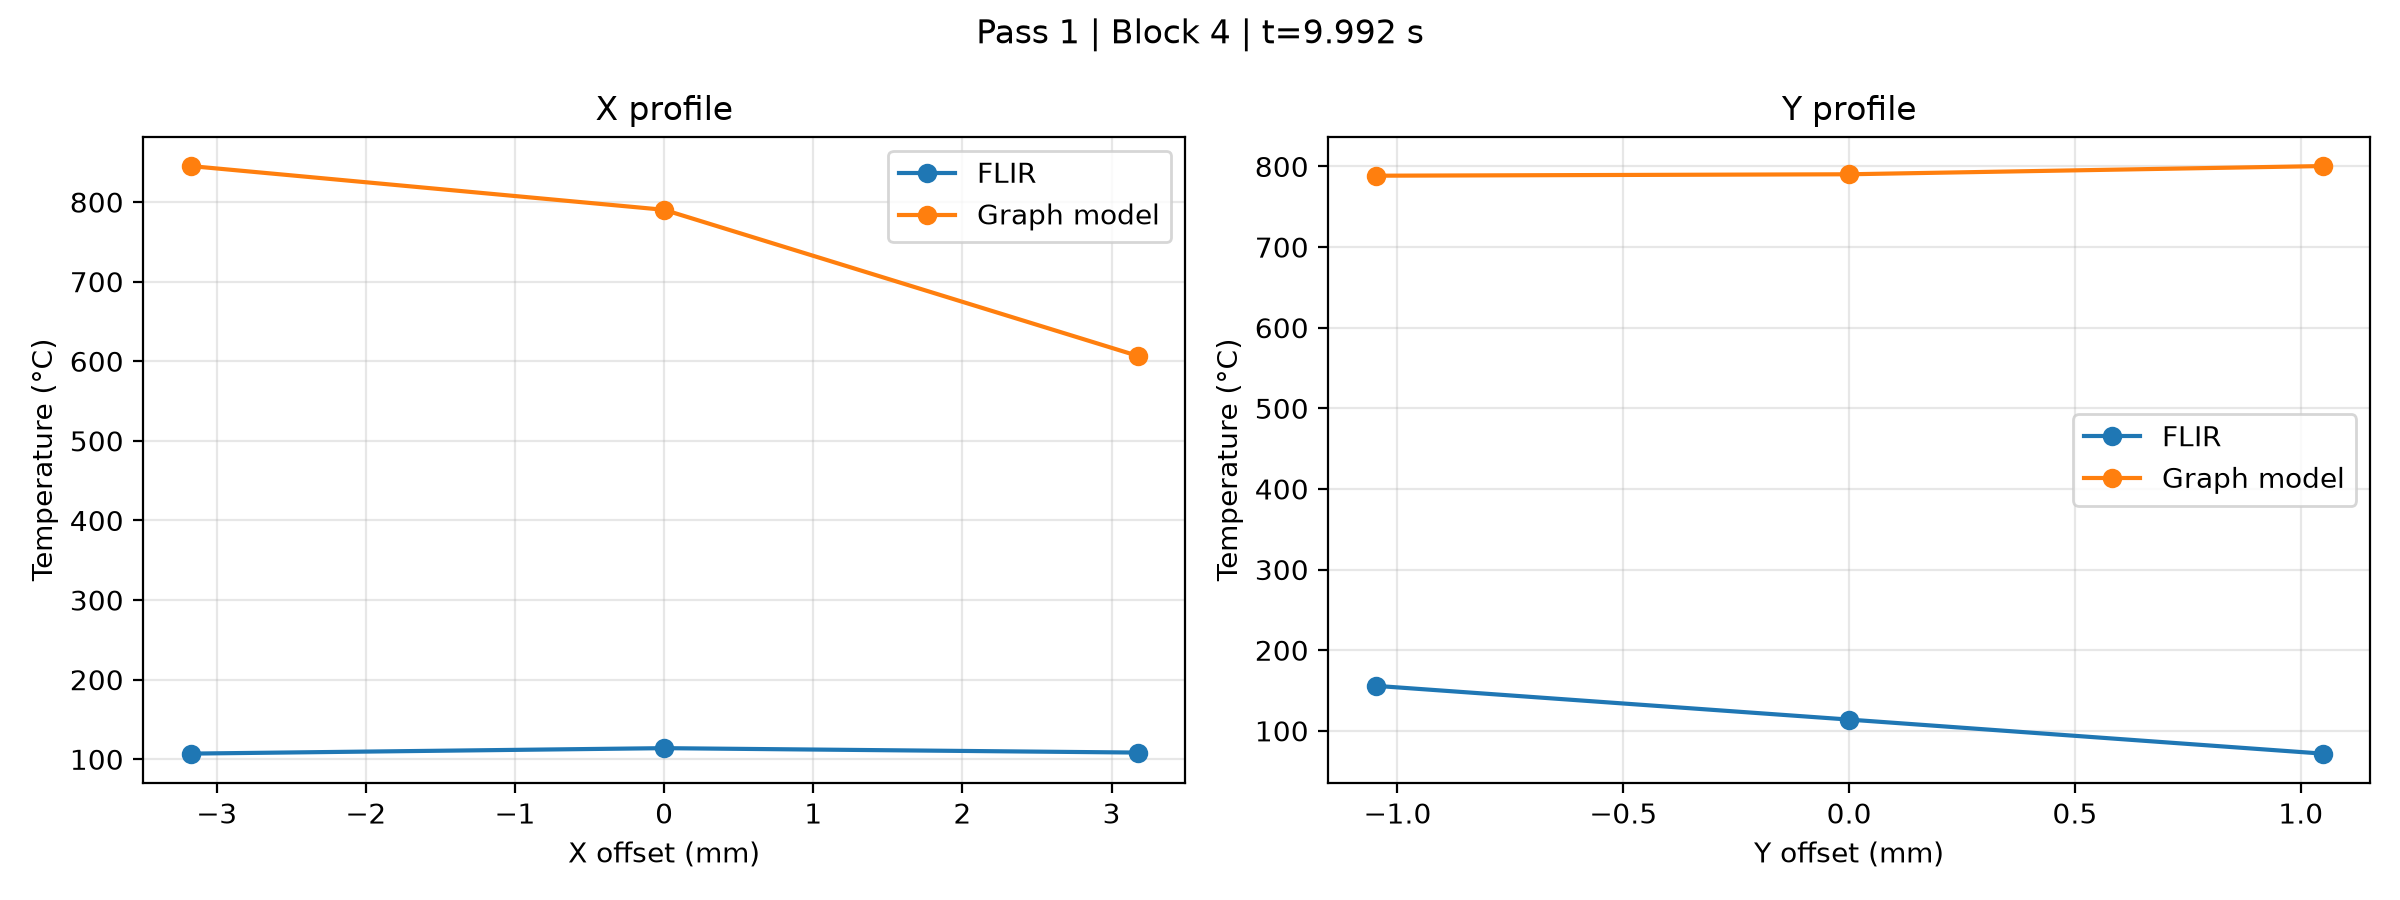 Pass 1 | Block 4 | t=9.992 s
X profile
Temperature (°C)
800
700
600
500
400
300
200
100
FLIR
Graph model
−3
−2
−1
0
1
2
3
X offset (mm)
Y profile
Temperature (°C)
800
700
600
500
400
300
200
100
FLIR
Graph model
−1.0
−0.5
0.0
0.5
1.0
Y offset (mm)